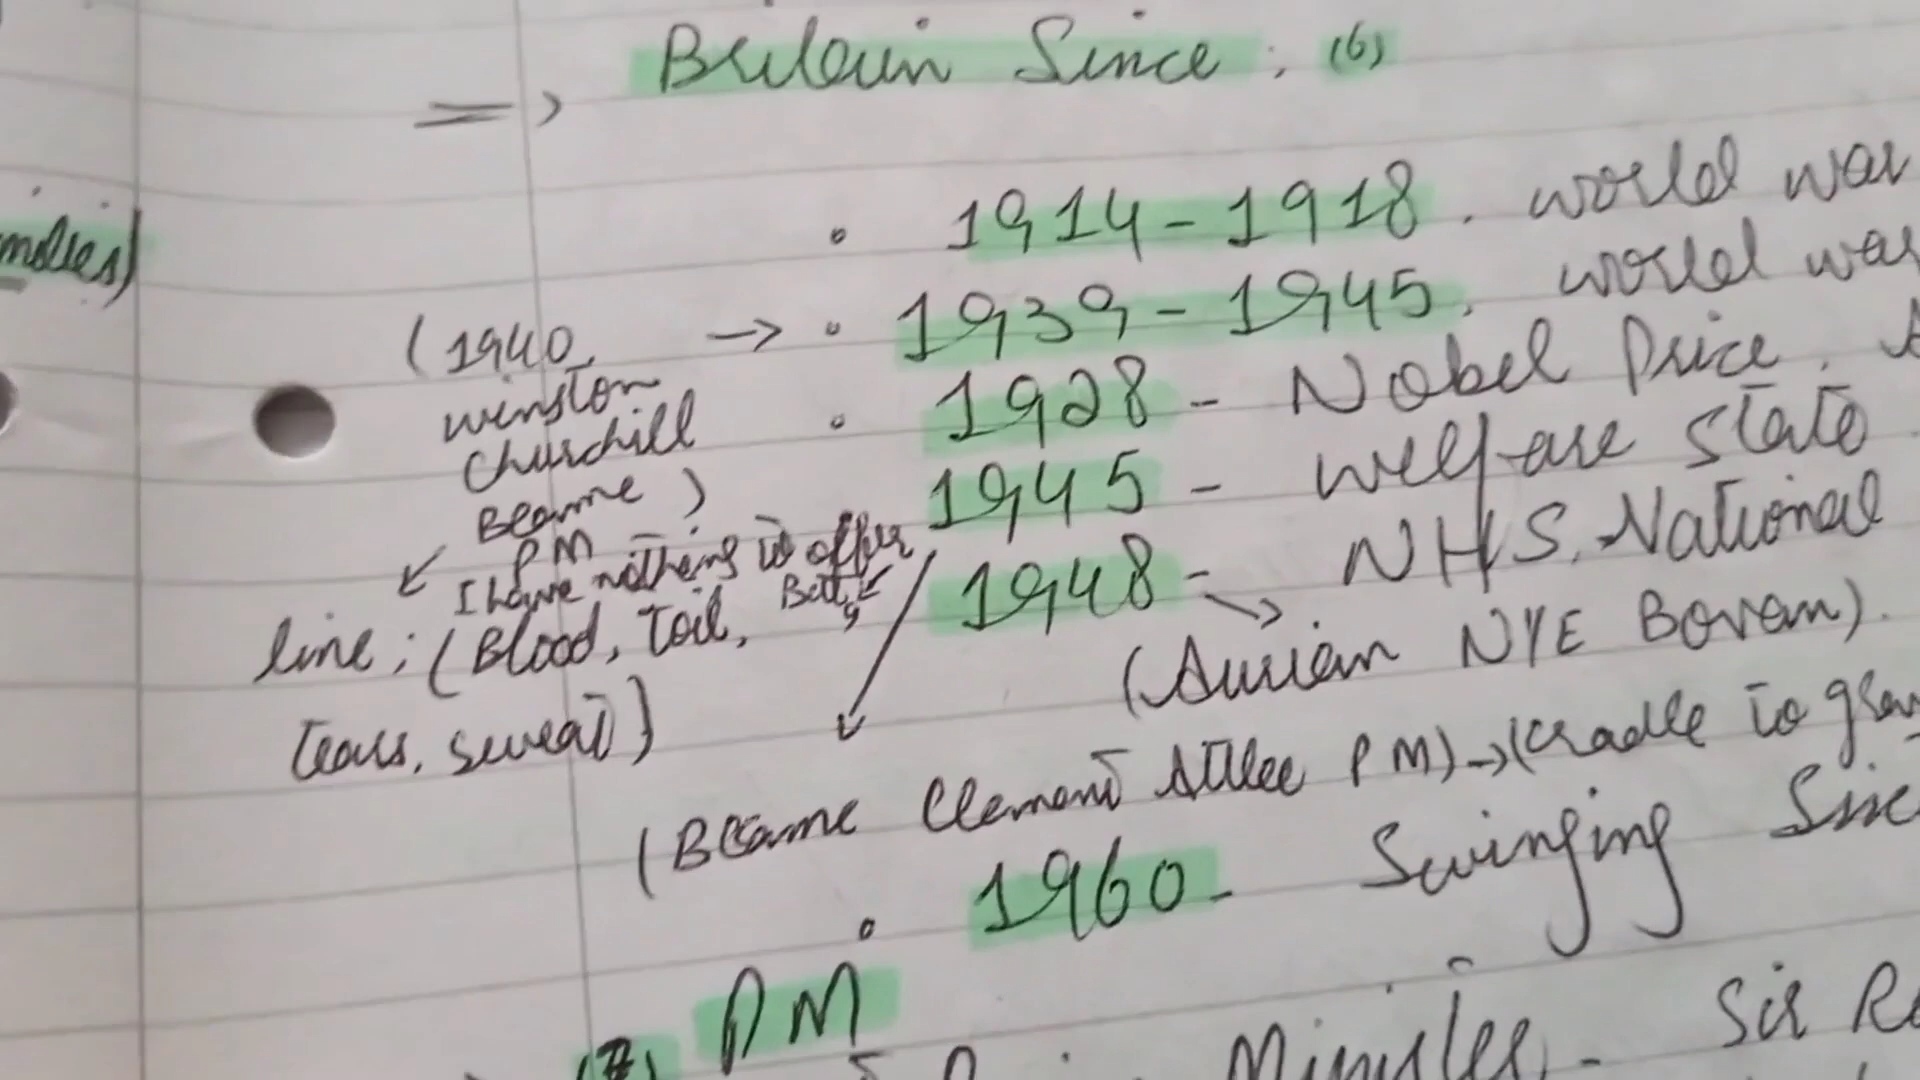 => Britain Since : (6)
• 1914-1918. world war
• 1939-1945. world war
(1940, ->
winston
Churchill
Became)
PM
• 1928 - Nobel Price.
1945 - welfare state
1948 - NHS. National
(Aurian NYE Bovan).
I have nothing to offer
But,
line: (Blood, Toil,
tears, sweat)
(Became Clement Attlee PM)->(cradle to
• 1960- Swinging
(7) PM
Minister - Sir